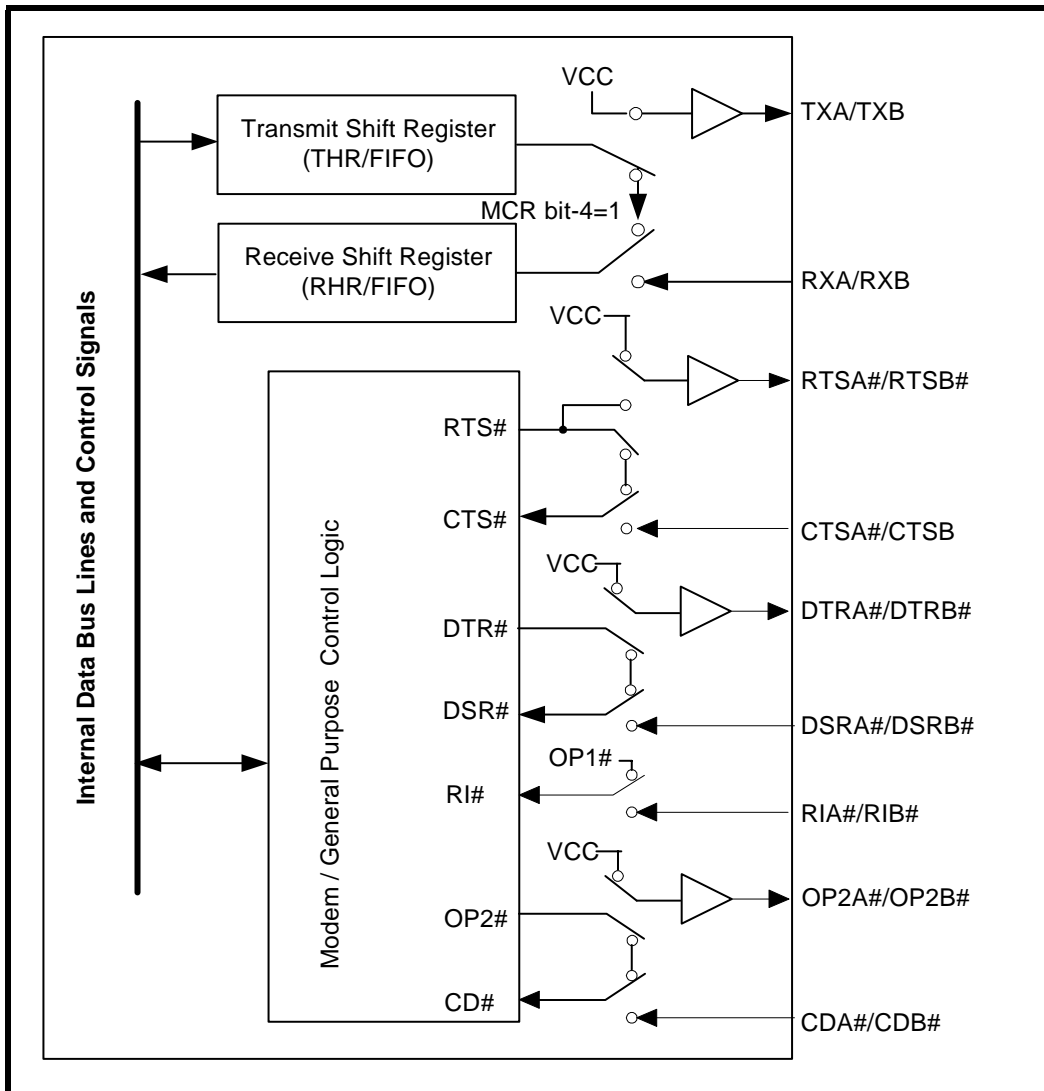 VCC
TXA/TXB
Transmit Shift Register
(THR/FIFO)
MCR bit-4=1
Receive Shift Register
(RHR/FIFO)
RXA/RXB
VCC
RTSA#/RTSB#
RTS#
CTS#
CTSA#/CTSB
VCC
DTRA#/DTRB#
DTR#
DSR#
DSRA#/DSRB#
OP1#
RI#
RIA#/RIB#
VCC
OP2A#/OP2B#
OP2#
CD#
CDA#/CDB#
Internal Data Bus Lines and Control Signals
Modem / General Purpose Control Logic